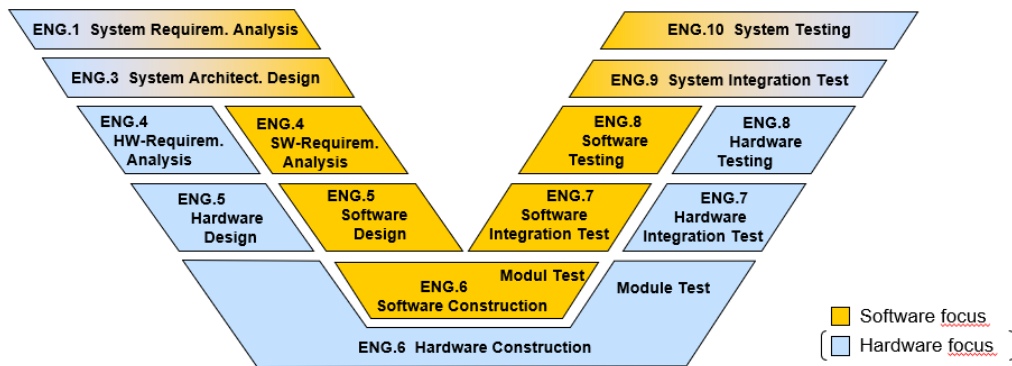 ENG.1 System Requirem. Analysis
ENG.10 System Testing
ENG.3 System Architect. Design
ENG.9 System Integration Test
ENG.4
HW-Requirem.
Analysis
ENG.4
SW-Requirem.
Analysis
ENG.8
Software
Testing
ENG.8
Hardware
Testing
ENG.5
Hardware
Design
ENG.5
Software
Design
ENG.7
Software
Integration Test
ENG.7
Hardware
Integration Test
Modul Test
ENG.6
Software Construction
Module Test
ENG.6 Hardware Construction
Software focus
Hardware focus